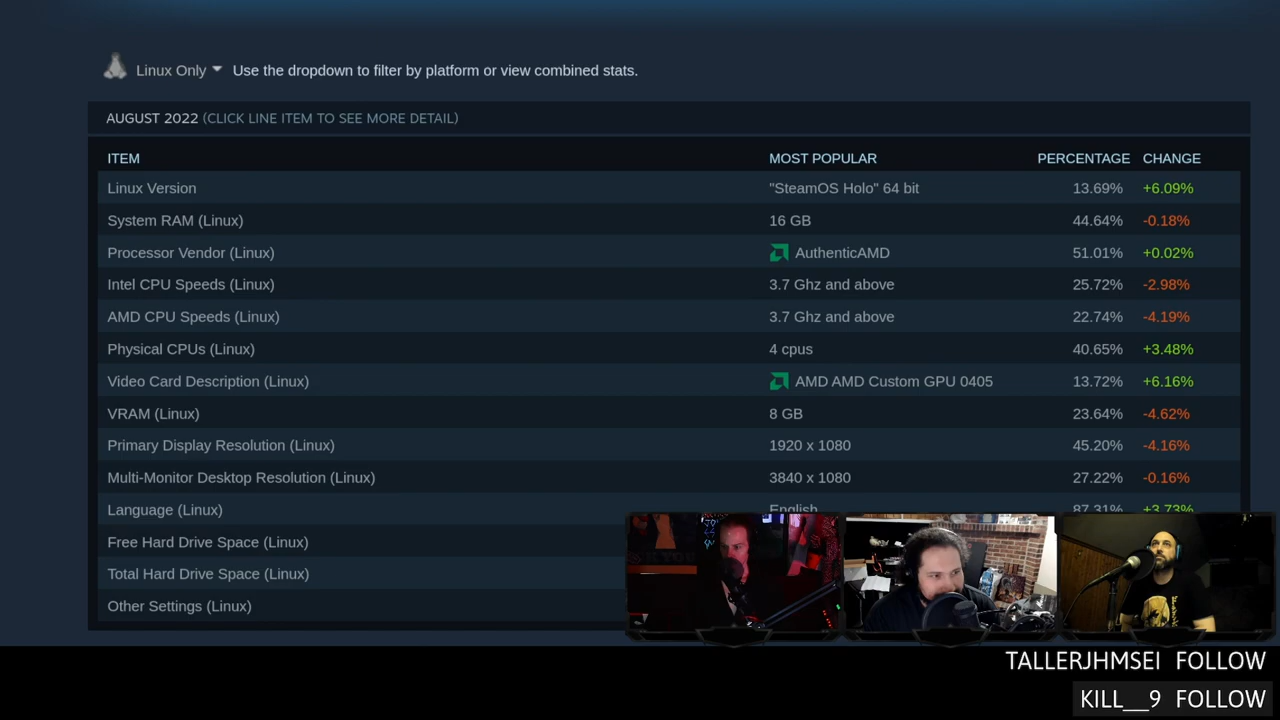 Linux Only Use the dropdown to filter by platform or view combined stats.
AUGUST 2022 (CLICK LINE ITEM TO SEE MORE DETAIL)
ITEM MOST POPULAR PERCENTAGE CHANGE
Linux Version "SteamOS Holo" 64 bit 13.69% +6.09%
System RAM (Linux) 16 GB 44.64% -0.18%
Processor Vendor (Linux) AuthenticAMD 51.01% +0.02%
Intel CPU Speeds (Linux) 3.7 Ghz and above 25.72% -2.98%
AMD CPU Speeds (Linux) 3.7 Ghz and above 22.74% -4.19%
Physical CPUs (Linux) 4 cpus 40.65% +3.48%
Video Card Description (Linux) AMD AMD Custom GPU 0405 13.72% +6.16%
VRAM (Linux) 8 GB 23.64% -4.62%
Primary Display Resolution (Linux) 1920 x 1080 45.20% -4.16%
Multi-Monitor Desktop Resolution (Linux) 3840 x 1080 27.22% -0.16%
Language (Linux) English 87.31% +3.73%
Free Hard Drive Space (Linux)
Total Hard Drive Space (Linux)
Other Settings (Linux)
TALLERJHMSEI FOLLOW
KILL__9 FOLLOW